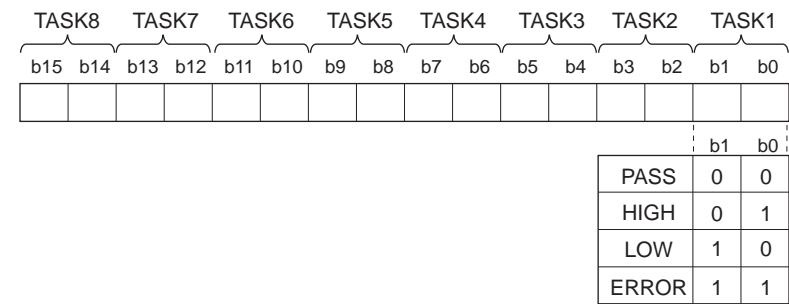 TASK8 TASK7 TASK6 TASK5 TASK4 TASK3 TASK2 TASK1
b15 b14 b13 b12 b11 b10 b9 b8 b7 b6 b5 b4 b3 b2 b1 b0
b1 b0
PASS 0 0
HIGH 0 1
LOW 1 0
ERROR 1 1